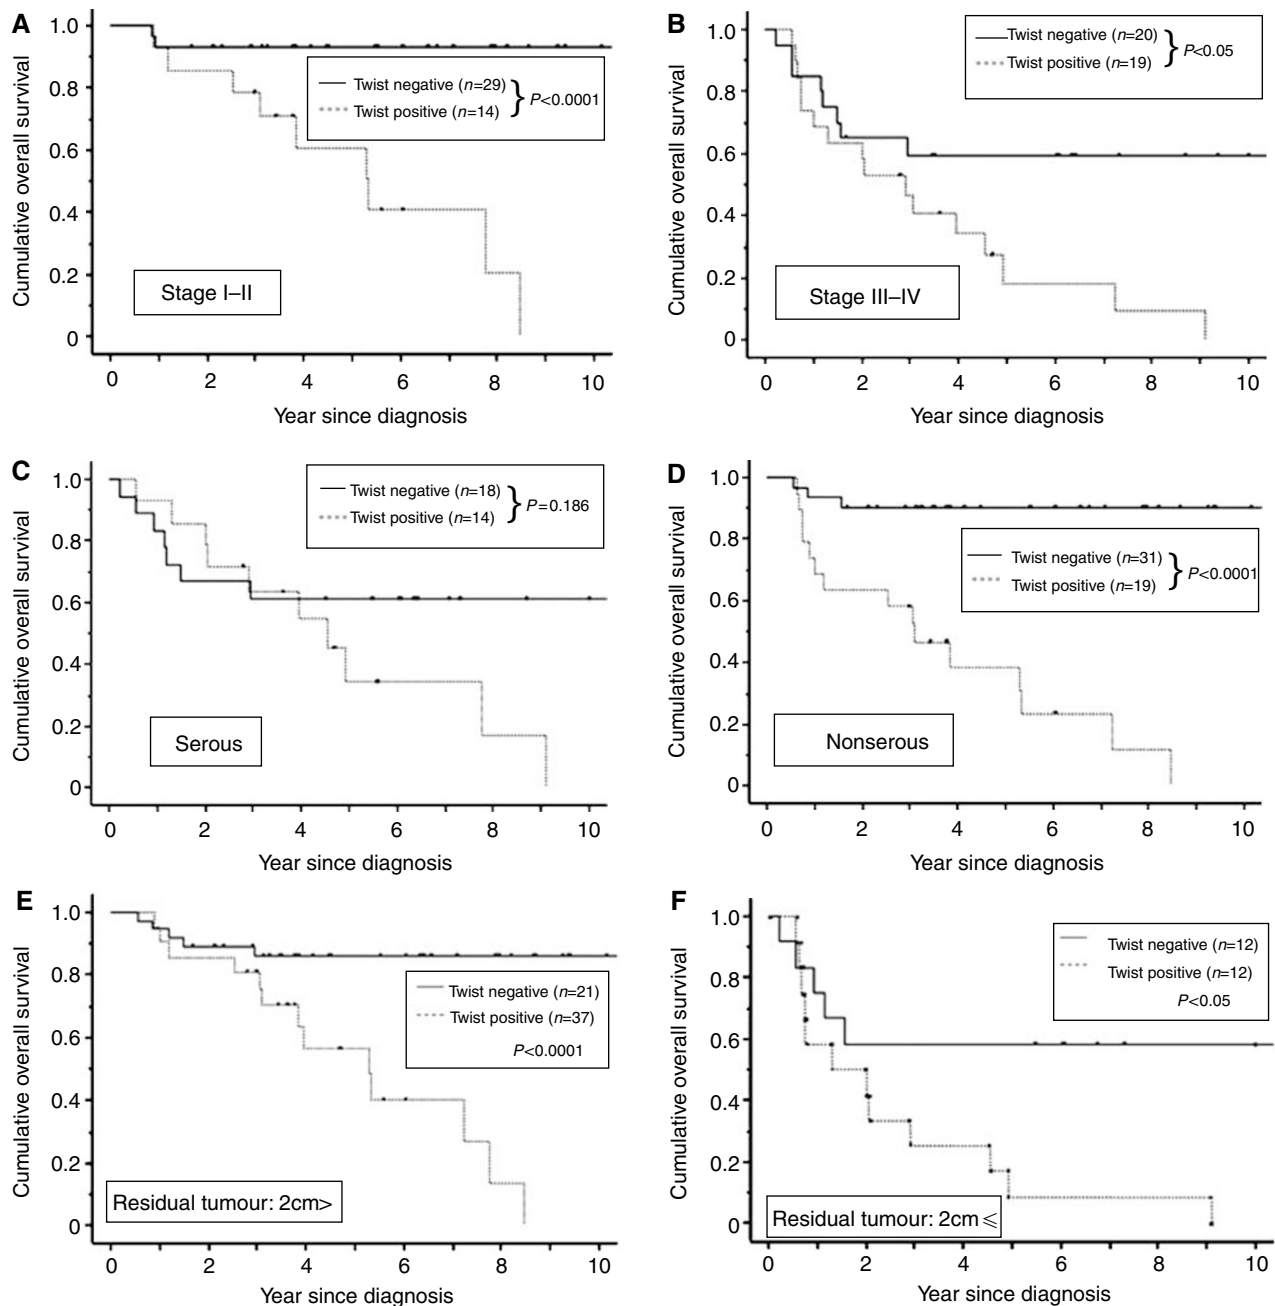 A
1.0
0.8
0.6
0.4
0.2
0
Cumulative overall survival
Twist negative (n=29)
Twist positive (n=14)
P<0.0001
Stage I–II
0 2 4 6 8 10
Year since diagnosis
B
1.0
0.8
0.6
0.4
0.2
0
Cumulative overall survival
Twist negative (n=20)
Twist positive (n=19)
P<0.05
Stage III–IV
0 2 4 6 8 10
Year since diagnosis
C
1.0
0.8
0.6
0.4
0.2
0
Cumulative overall survival
Twist negative (n=18)
Twist positive (n=14)
P=0.186
Serous
0 2 4 6 8 10
Year since diagnosis
D
1.0
0.8
0.6
0.4
0.2
0
Cumulative overall survival
Twist negative (n=31)
Twist positive (n=19)
P<0.0001
Nonserous
0 2 4 6 8 10
Year since diagnosis
E
1.0
0.8
0.6
0.4
0.2
0
Cumulative overall survival
Twist negative (n=21)
Twist positive (n=37)
P<0.0001
Residual tumour: 2cm>
0 2 4 6 8 10
Year since diagnosis
F
1.0
0.8
0.6
0.4
0.2
0
Cumulative overall survival
Twist negative (n=12)
Twist positive (n=12)
P<0.05
Residual tumour: 2cm⩽
0 2 4 6 8 10
Year since diagnosis